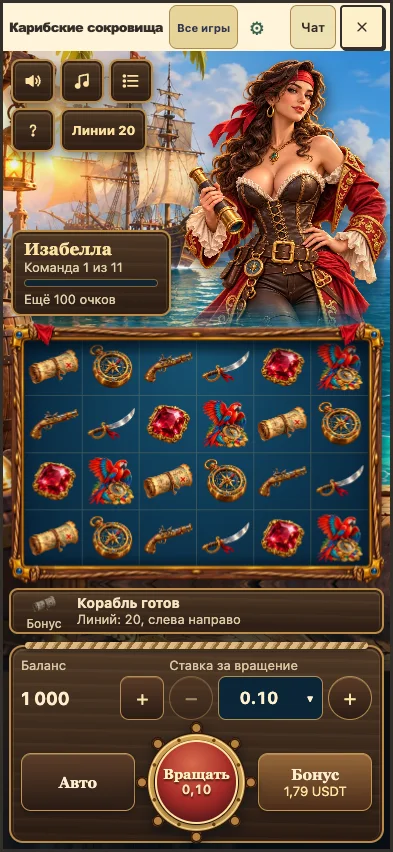 Карибские сокровища
Все игры
Чат
×
?
Линии 20
Изабелла
Команда 1 из 11
Ещё 100 очков
Корабль готов
Бонус
Линий: 20, слева направо
Баланс
Ставка за вращение
1 000
+
−
0.10
+
Авто
Вращать
0,10
Бонус
1,79 USDT